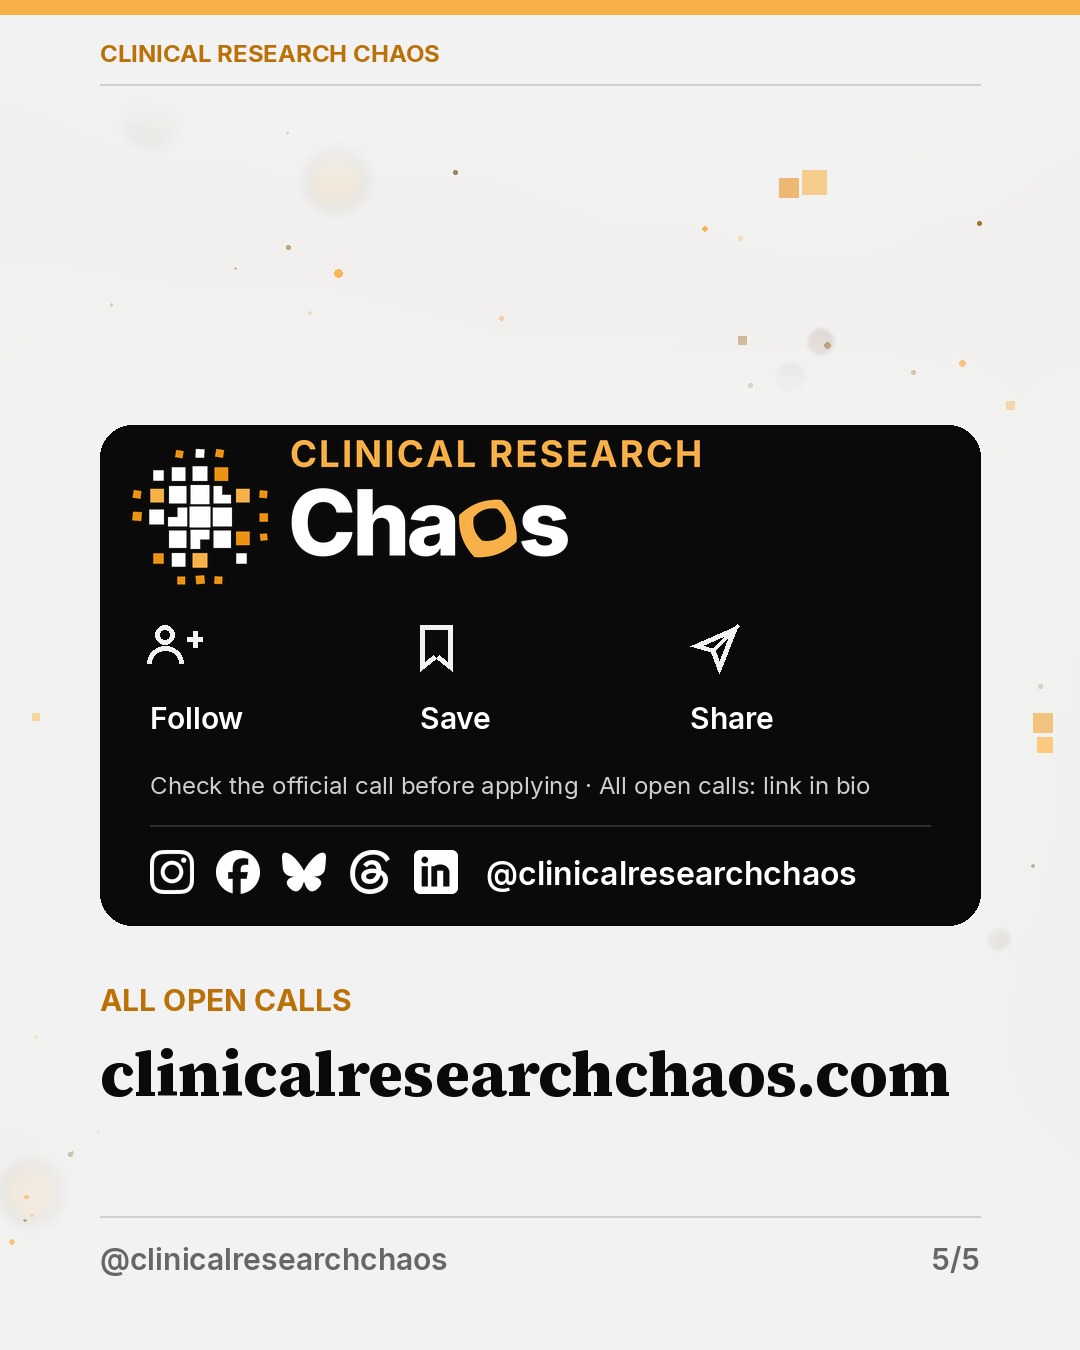 CLINICAL RESEARCH CHAOS
CLINICAL RESEARCH
Chaos
Follow
Save
Share
Check the official call before applying · All open calls: link in bio
@clinicalresearchchaos
ALL OPEN CALLS
clinicalresearchchaos.com
@clinicalresearchchaos
5/5